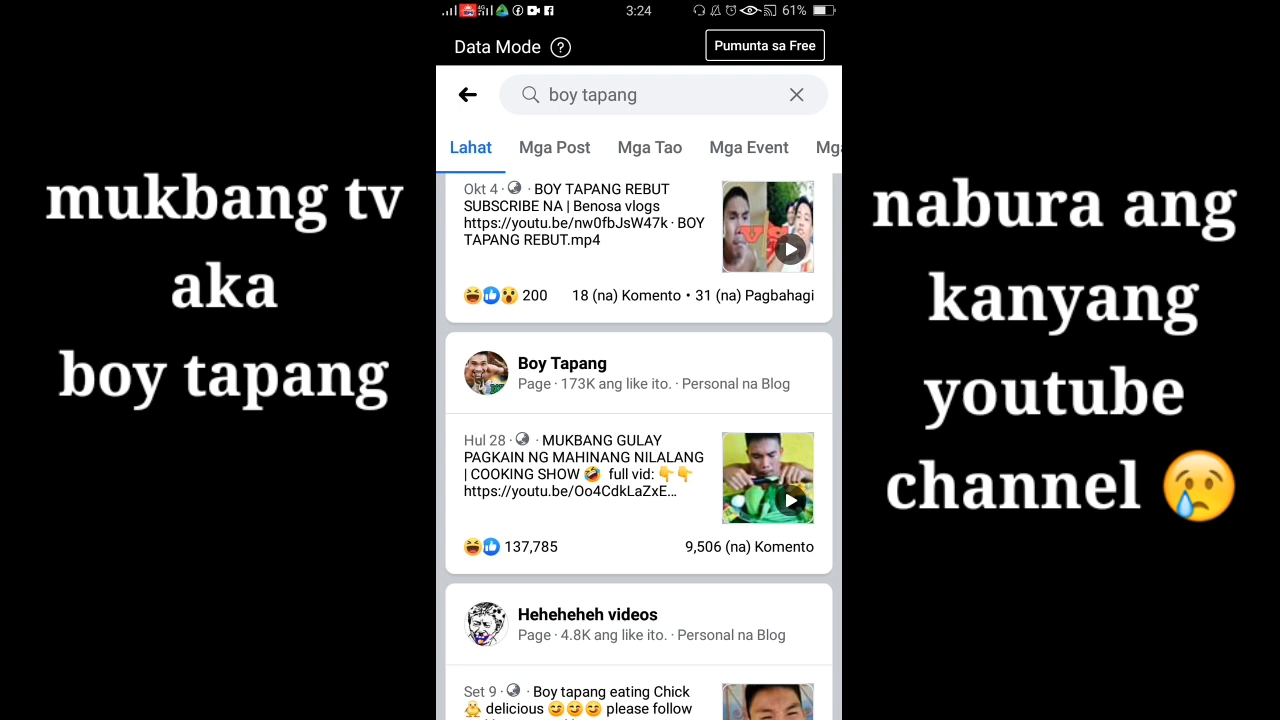 mukbang tv
aka
boy tapang
3:24
61%
Data Mode
Pumunta sa Free
boy tapang
Lahat
Mga Post
Mga Tao
Mga Event
Mga
Okt 4 · · BOY TAPANG REBUT
SUBSCRIBE NA | Benosa vlogs
https://youtu.be/nw0fbJsW47k · BOY
TAPANG REBUT.mp4
VS
😆👍😮 200
18 (na) Komento • 31 (na) Pagbahagi
Boy Tapang
Page · 173K ang like ito. · Personal na Blog
Hul 28 · · MUKBANG GULAY
PAGKAIN NG MAHINANG NILALANG
| COOKING SHOW 🤣 full vid: 👇👇
https://youtu.be/Oo4CdkLaZxE...
😆👍 137,785
9,506 (na) Komento
Heheheheh videos
Page · 4.8K ang like ito. · Personal na Blog
Set 9 · · Boy tapang eating Chick
🐥 delicious 😋😋😋 please follow
nabura ang
kanyang
youtube
channel 😢